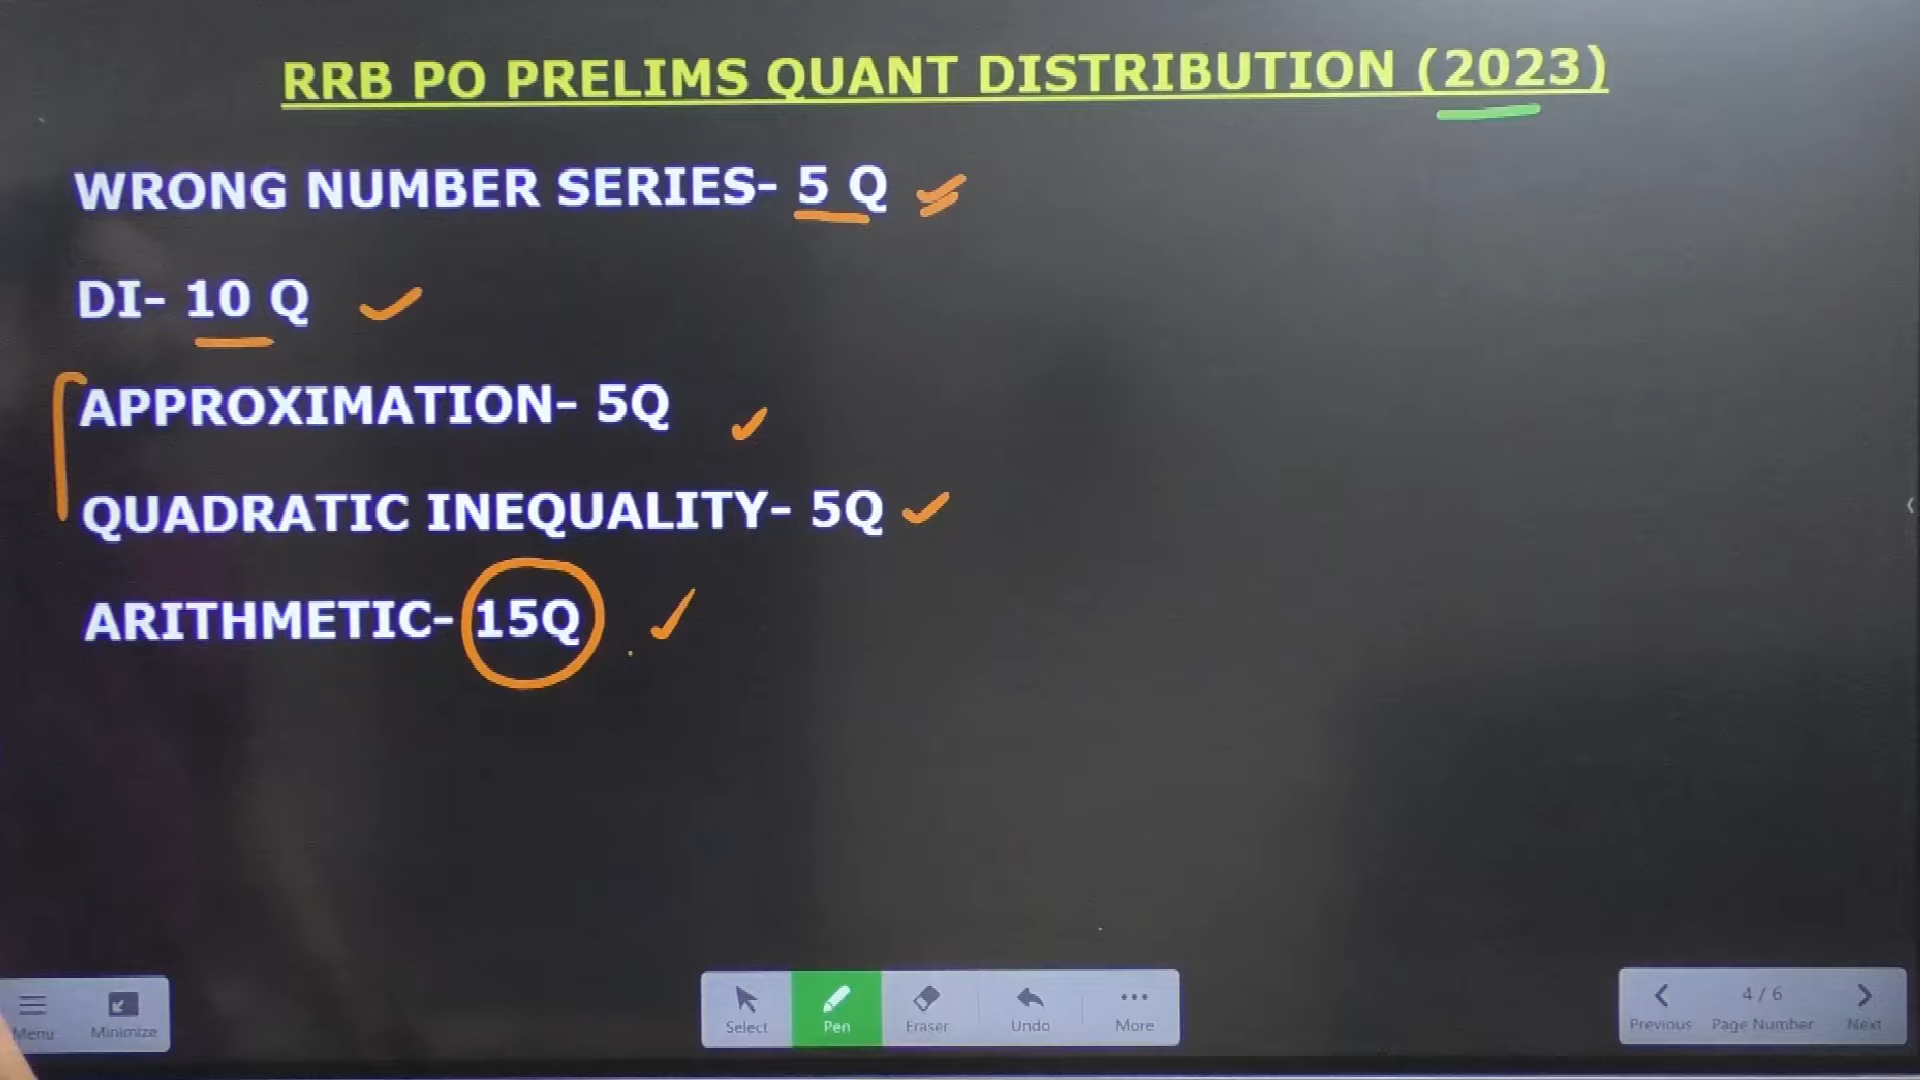 RRB PO PRELIMS QUANT DISTRIBUTION (2023)
WRONG NUMBER SERIES- 5 Q
DI- 10 Q
APPROXIMATION- 5Q
QUADRATIC INEQUALITY- 5Q
ARITHMETIC- 15Q
Menu
Minimize
Select
Pen
Eraser
Undo
More
Previous
4 / 6
Page Number
Next